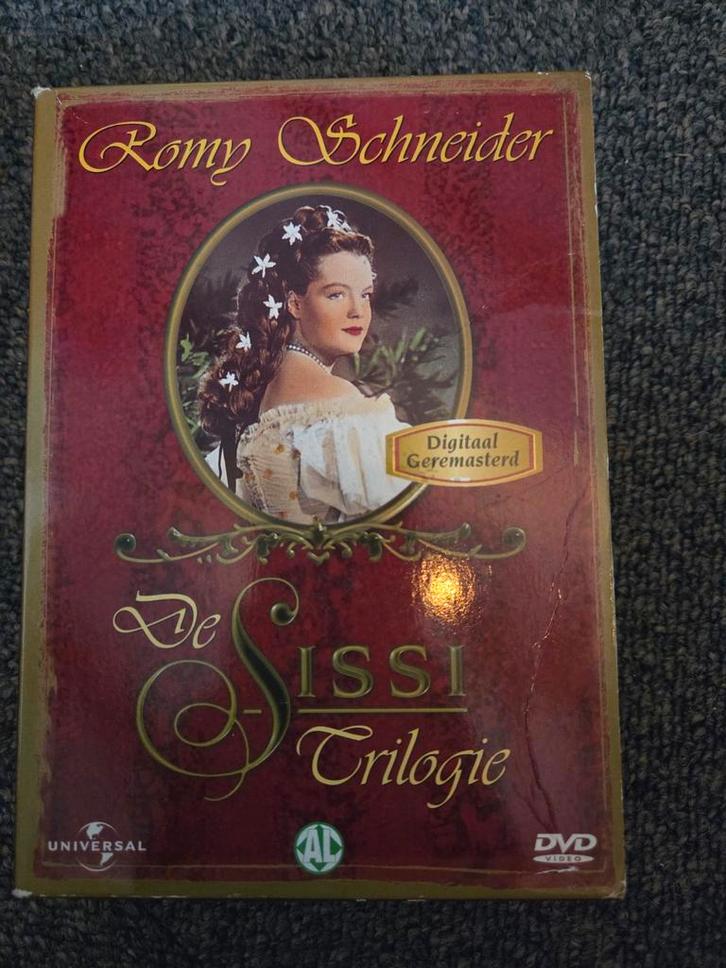 Romy Schneider
Digitaal
Geremasterd
De
SISSI
Trilogie
UNIVERSAL
AL
DVD
VIDEO